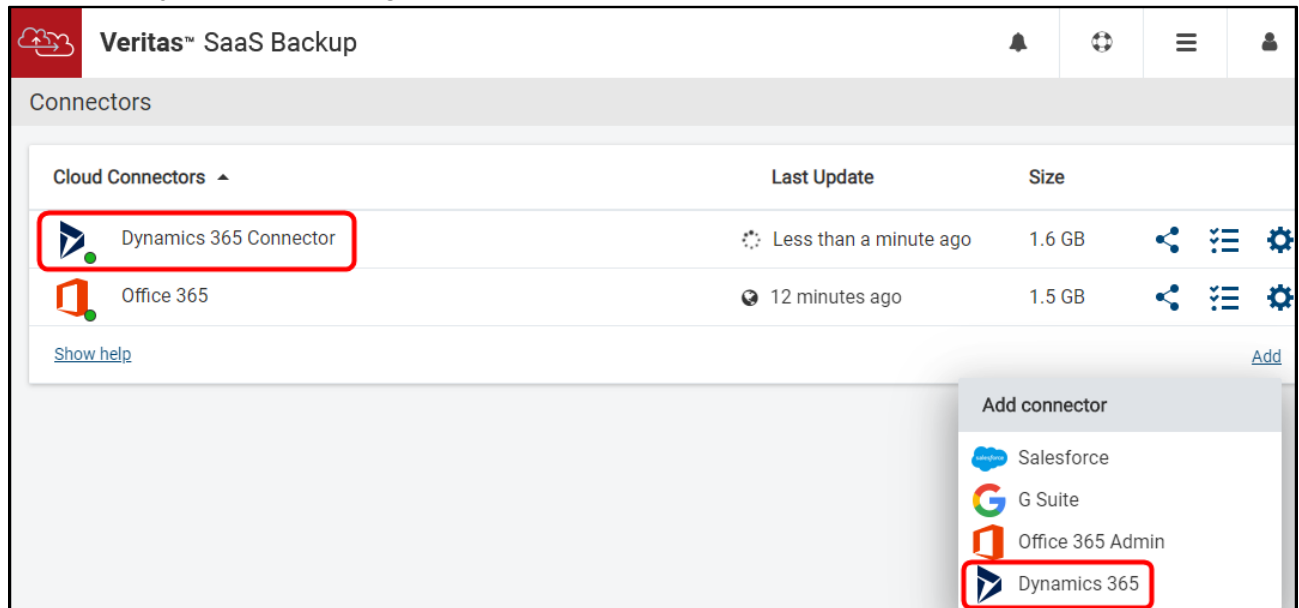 Veritas™ SaaS Backup
Connectors
Cloud Connectors Last Update Size
Dynamics 365 Connector Less than a minute ago 1.6 GB
Office 365 12 minutes ago 1.5 GB
Show help Add
Add connector
salesforce Salesforce
G Suite
Office 365 Admin
Dynamics 365